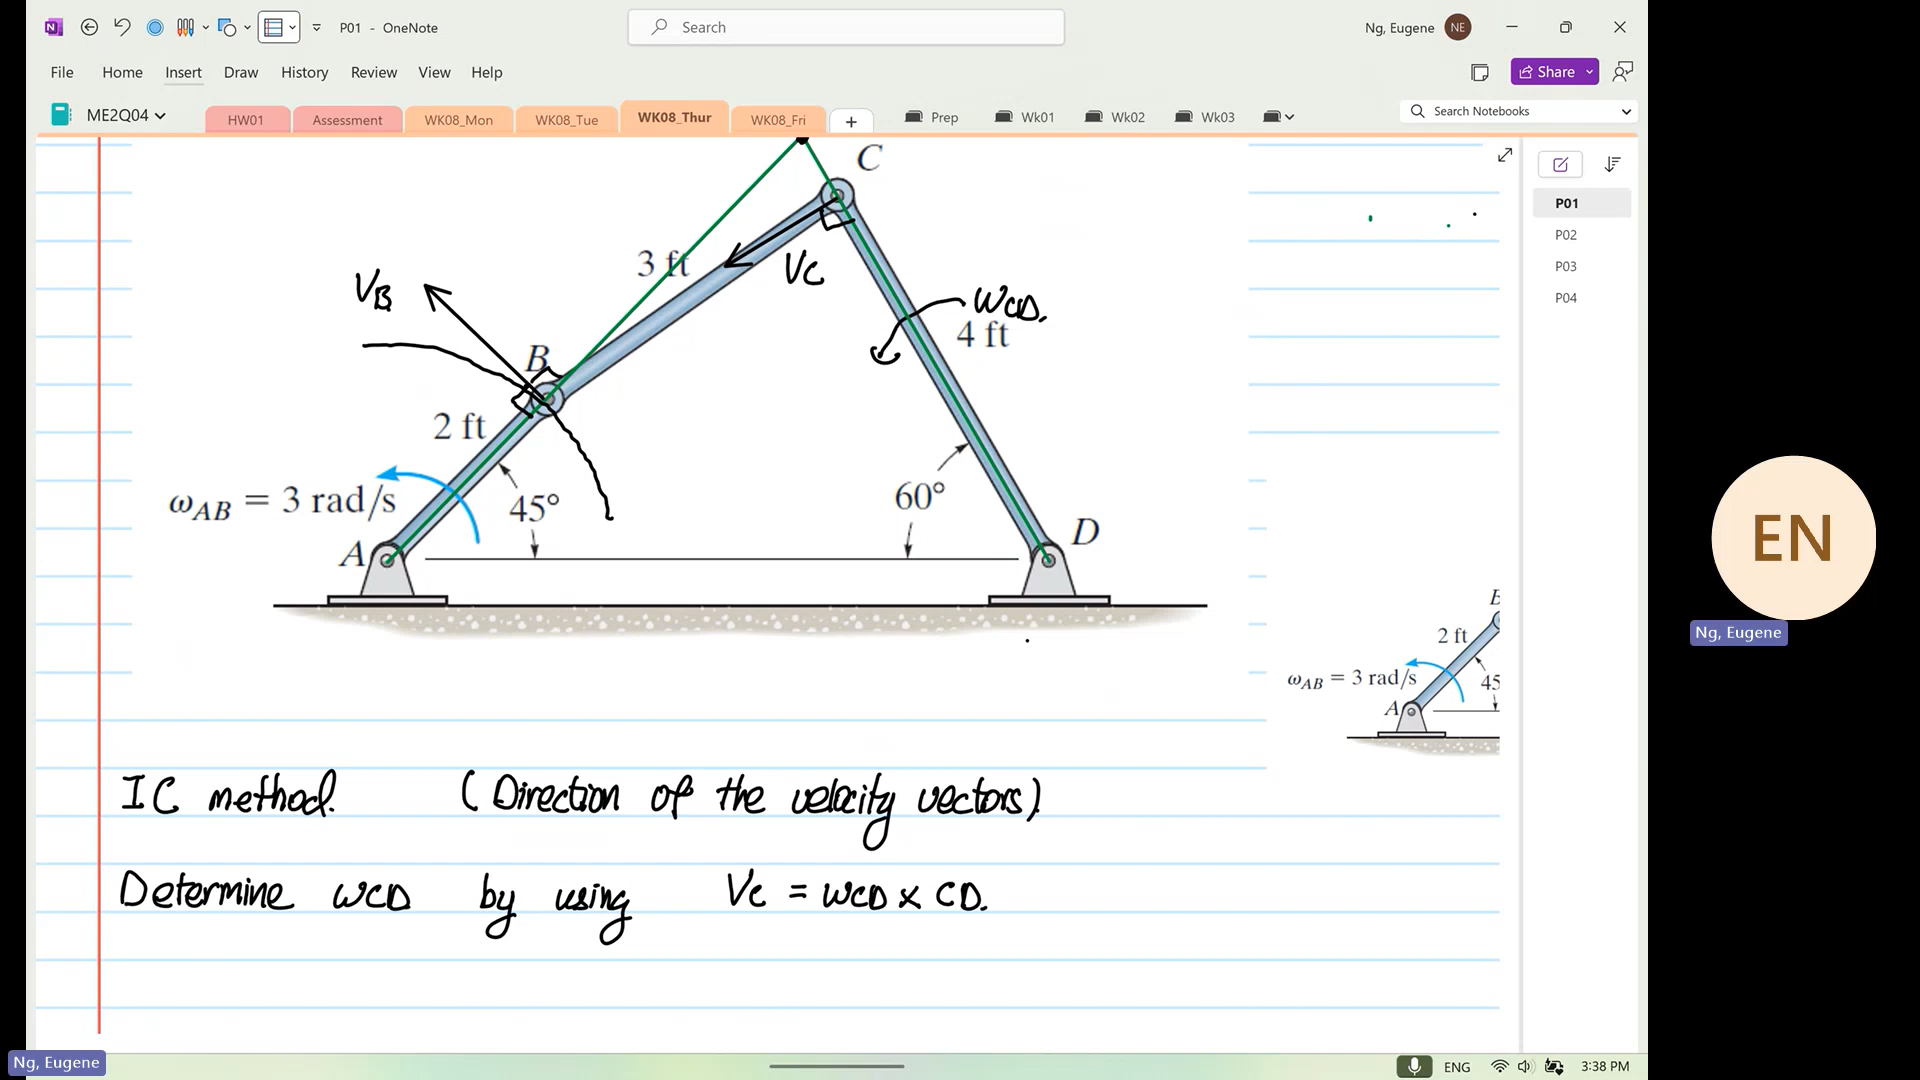 P01 - OneNote
Search
Ng, Eugene
NE
File Home Insert Draw History Review View Help
Share
ME2Q04
HW01
Assessment
WK08_Mon
WK08_Tue
WK08_Thur
WK08_Fri
+
Prep
Wk01
Wk02
Wk03
Search Notebooks
P01
P02
P03
P04
C
3 ft
VC
VB
WCD.
4 ft
B
2 ft
ωAB = 3 rad/s
45°
60°
A
D
B
2 ft
ωAB = 3 rad/s
45
A
IC method. (Direction of the velocity vectors)
Determine WCD by using VC = WCD x CD.
EN
Ng, Eugene
Ng, Eugene
ENG
3:38 PM